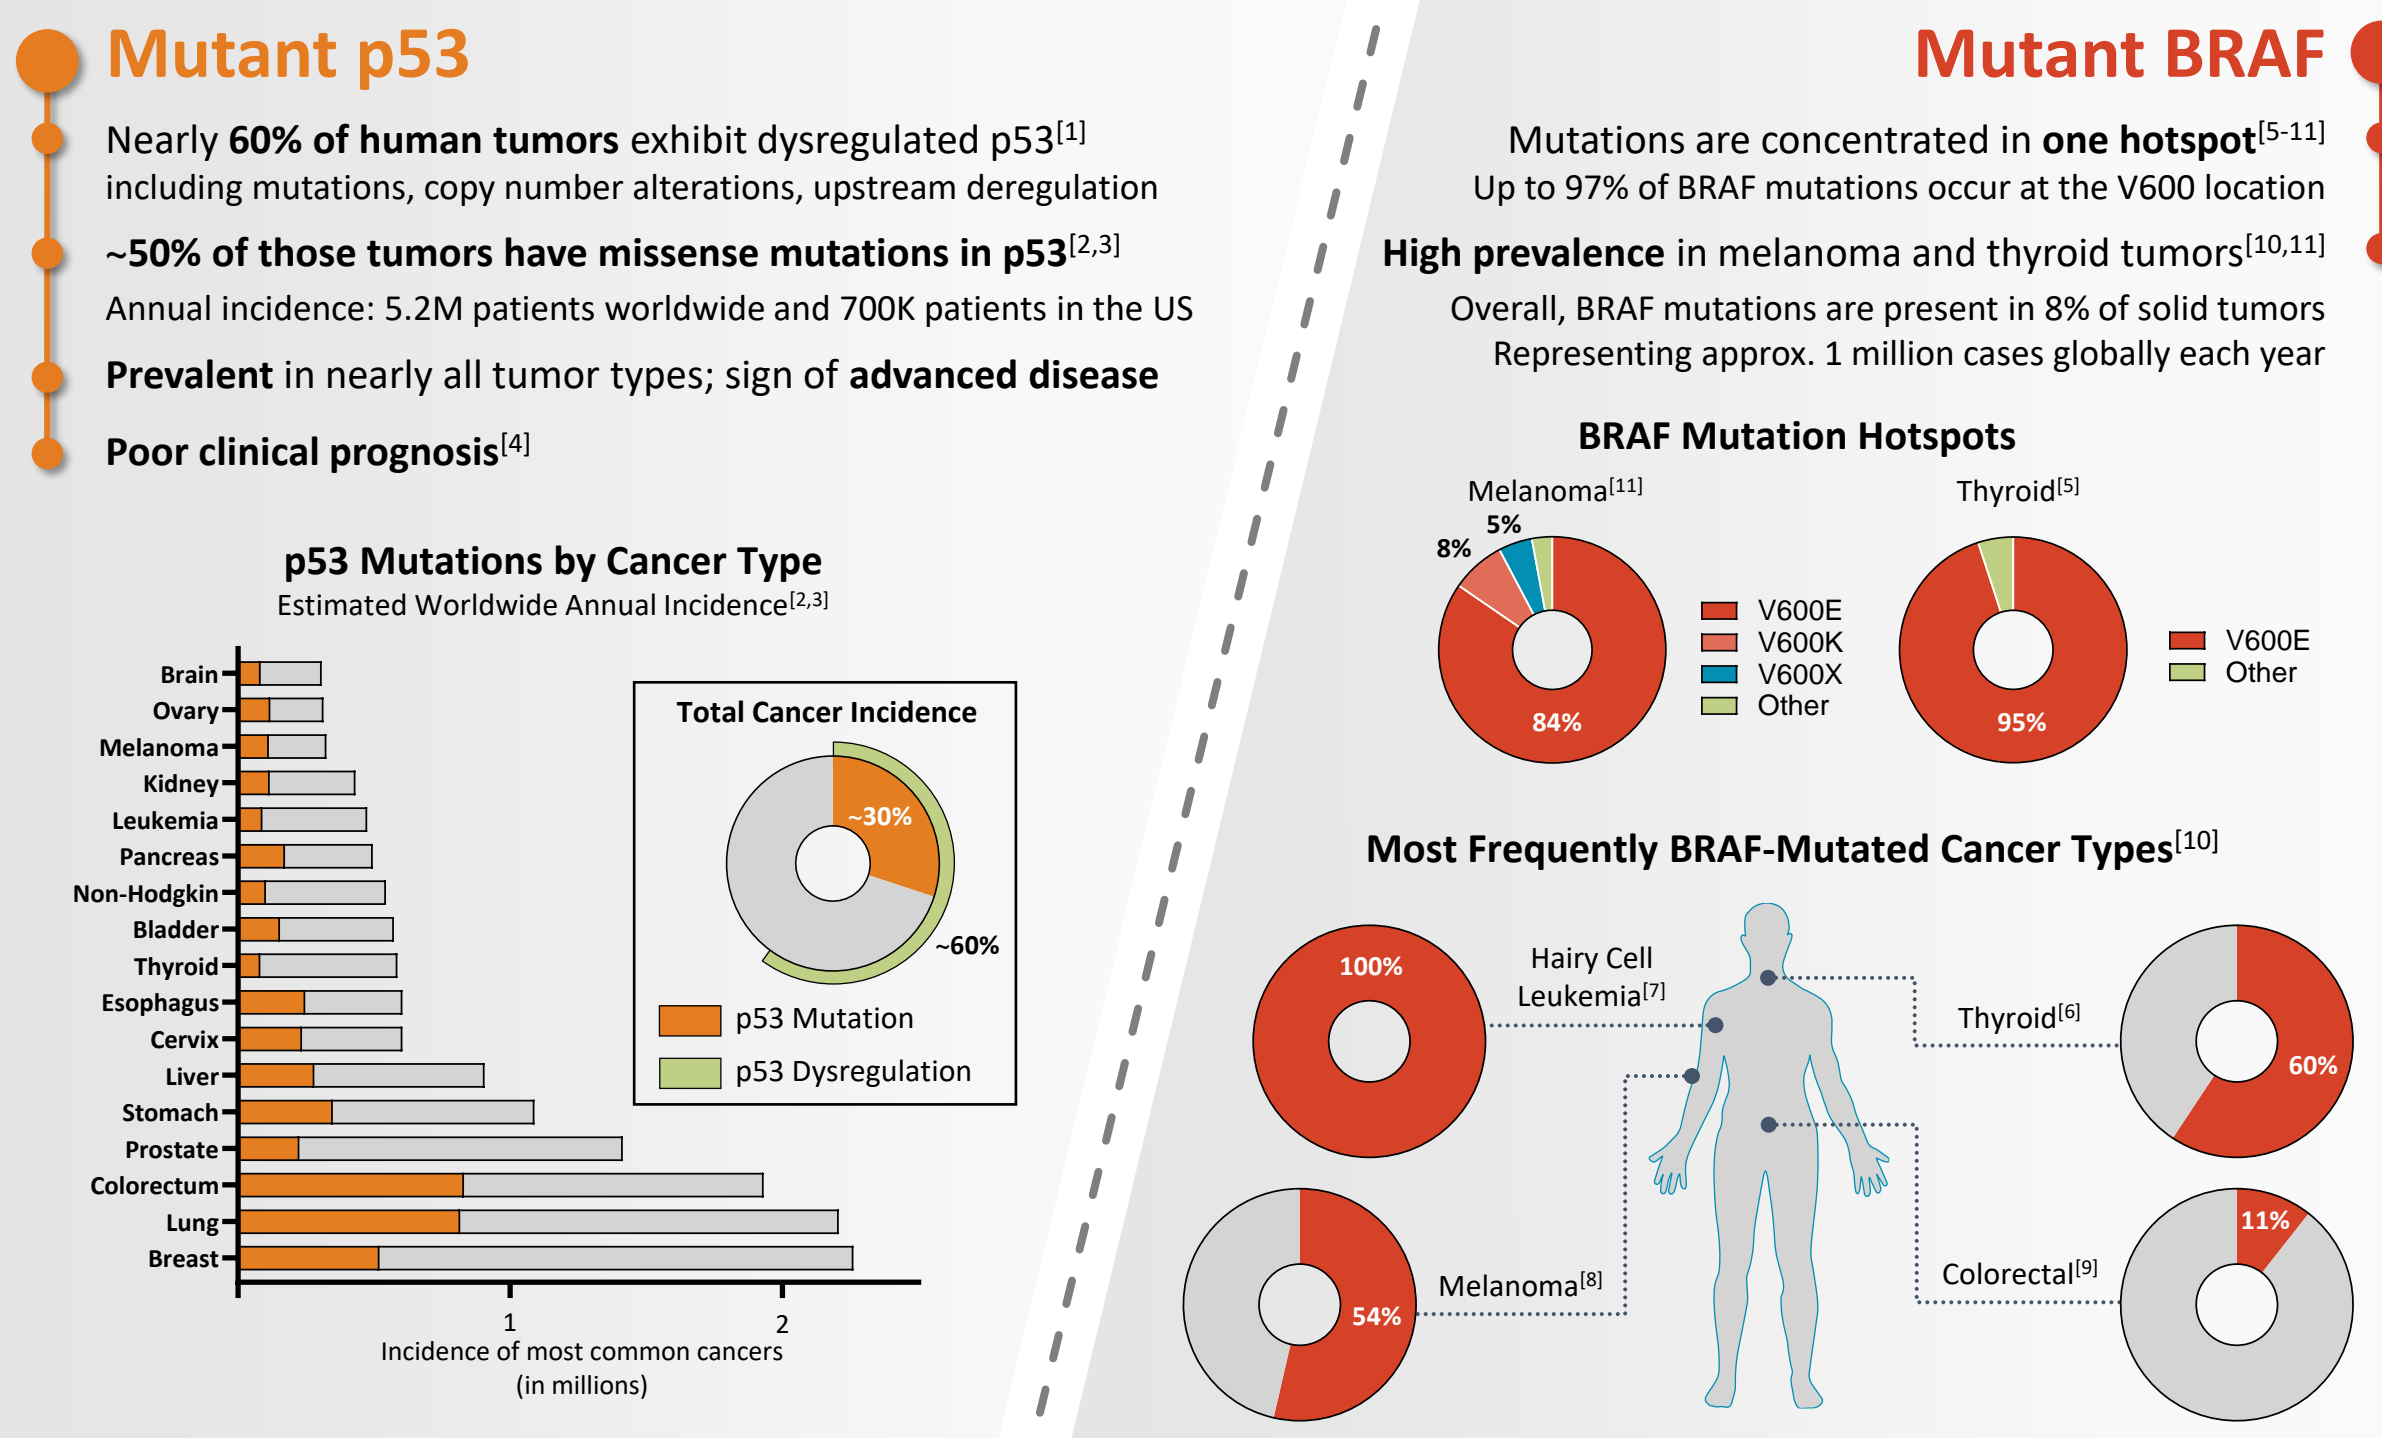 Mutant p53
Nearly 60% of human tumors exhibit dysregulated p53[1]
including mutations, copy number alterations, upstream deregulation
~50% of those tumors have missense mutations in p53[2,3]
Annual incidence: 5.2M patients worldwide and 700K patients in the US
Prevalent in nearly all tumor types; sign of advanced disease
Poor clinical prognosis[4]
p53 Mutations by Cancer Type
Estimated Worldwide Annual Incidence[2,3]
Brain
Ovary
Melanoma
Kidney
Leukemia
Pancreas
Non-Hodgkin
Bladder
Thyroid
Esophagus
Cervix
Liver
Stomach
Prostate
Colorectum
Lung
Breast
1
2
Incidence of most common cancers
(in millions)
Total Cancer Incidence
~30%
~60%
p53 Mutation
p53 Dysregulation
Mutant BRAF
Mutations are concentrated in one hotspot[5-11]
Up to 97% of BRAF mutations occur at the V600 location
High prevalence in melanoma and thyroid tumors[10,11]
Overall, BRAF mutations are present in 8% of solid tumors
Representing approx. 1 million cases globally each year
BRAF Mutation Hotspots
Melanoma[11]
5%
8%
84%
V600E
V600K
V600X
Other
Thyroid[5]
95%
V600E
Other
Most Frequently BRAF-Mutated Cancer Types[10]
100%
Hairy Cell
Leukemia[7]
Thyroid[6]
60%
54%
Melanoma[8]
Colorectal[9]
11%